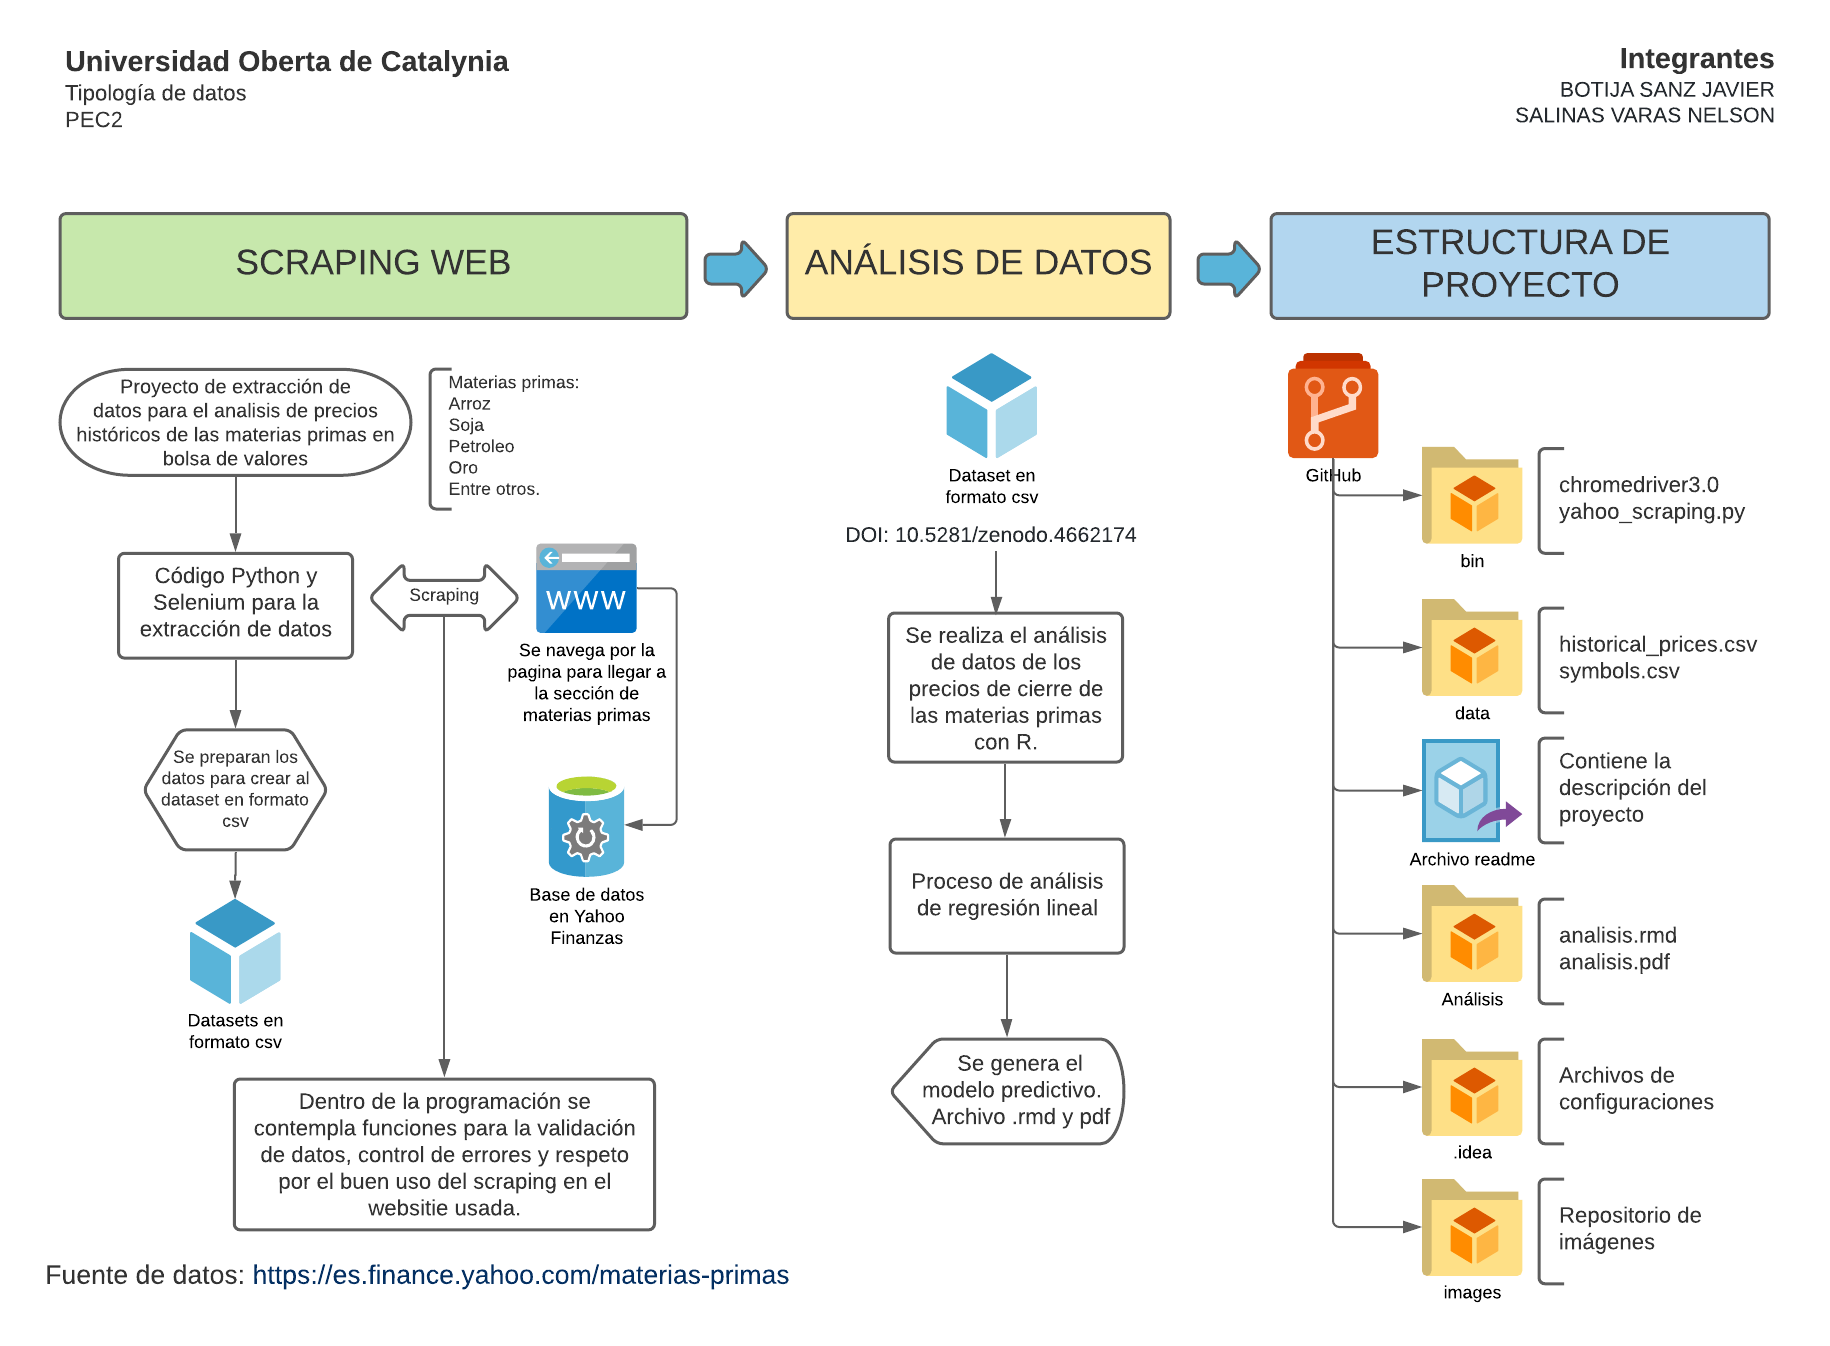 Universidad Oberta de Catalynia
Tipología de datos
PEC2
Integrantes
BOTIJA SANZ JAVIER
SALINAS VARAS NELSON
SCRAPING WEB
ANÁLISIS DE DATOS
ESTRUCTURA DE
PROYECTO
Proyecto de extracción de
datos para el analisis de precios
históricos de las materias primas en
bolsa de valores
Materias primas:
Arroz
Soja
Petroleo
Oro
Entre otros.
Código Python y
Selenium para la
extracción de datos
Scraping
WWW
Se navega por la
pagina para llegar a
la sección de
materias primas
Se preparan los
datos para crear al
dataset en formato
csv
Base de datos
en Yahoo
Finanzas
Datasets en
formato csv
Dentro de la programación se
contempla funciones para la validación
de datos, control de errores y respeto
por el buen uso del scraping en el
websitie usada.
Fuente de datos: https://es.finance.yahoo.com/materias-primas
Dataset en
formato csv
DOI: 10.5281/zenodo.4662174
Se realiza el análisis
de datos de los
precios de cierre de
las materias primas
con R.
Proceso de análisis
de regresión lineal
Se genera el
modelo predictivo.
Archivo .rmd y pdf
GitHub
bin
chromedriver3.0
yahoo_scraping.py
data
historical_prices.csv
symbols.csv
Archivo readme
Contiene la
descripción del
proyecto
Análisis
analisis.rmd
analisis.pdf
.idea
Archivos de
configuraciones
images
Repositorio de
imágenes